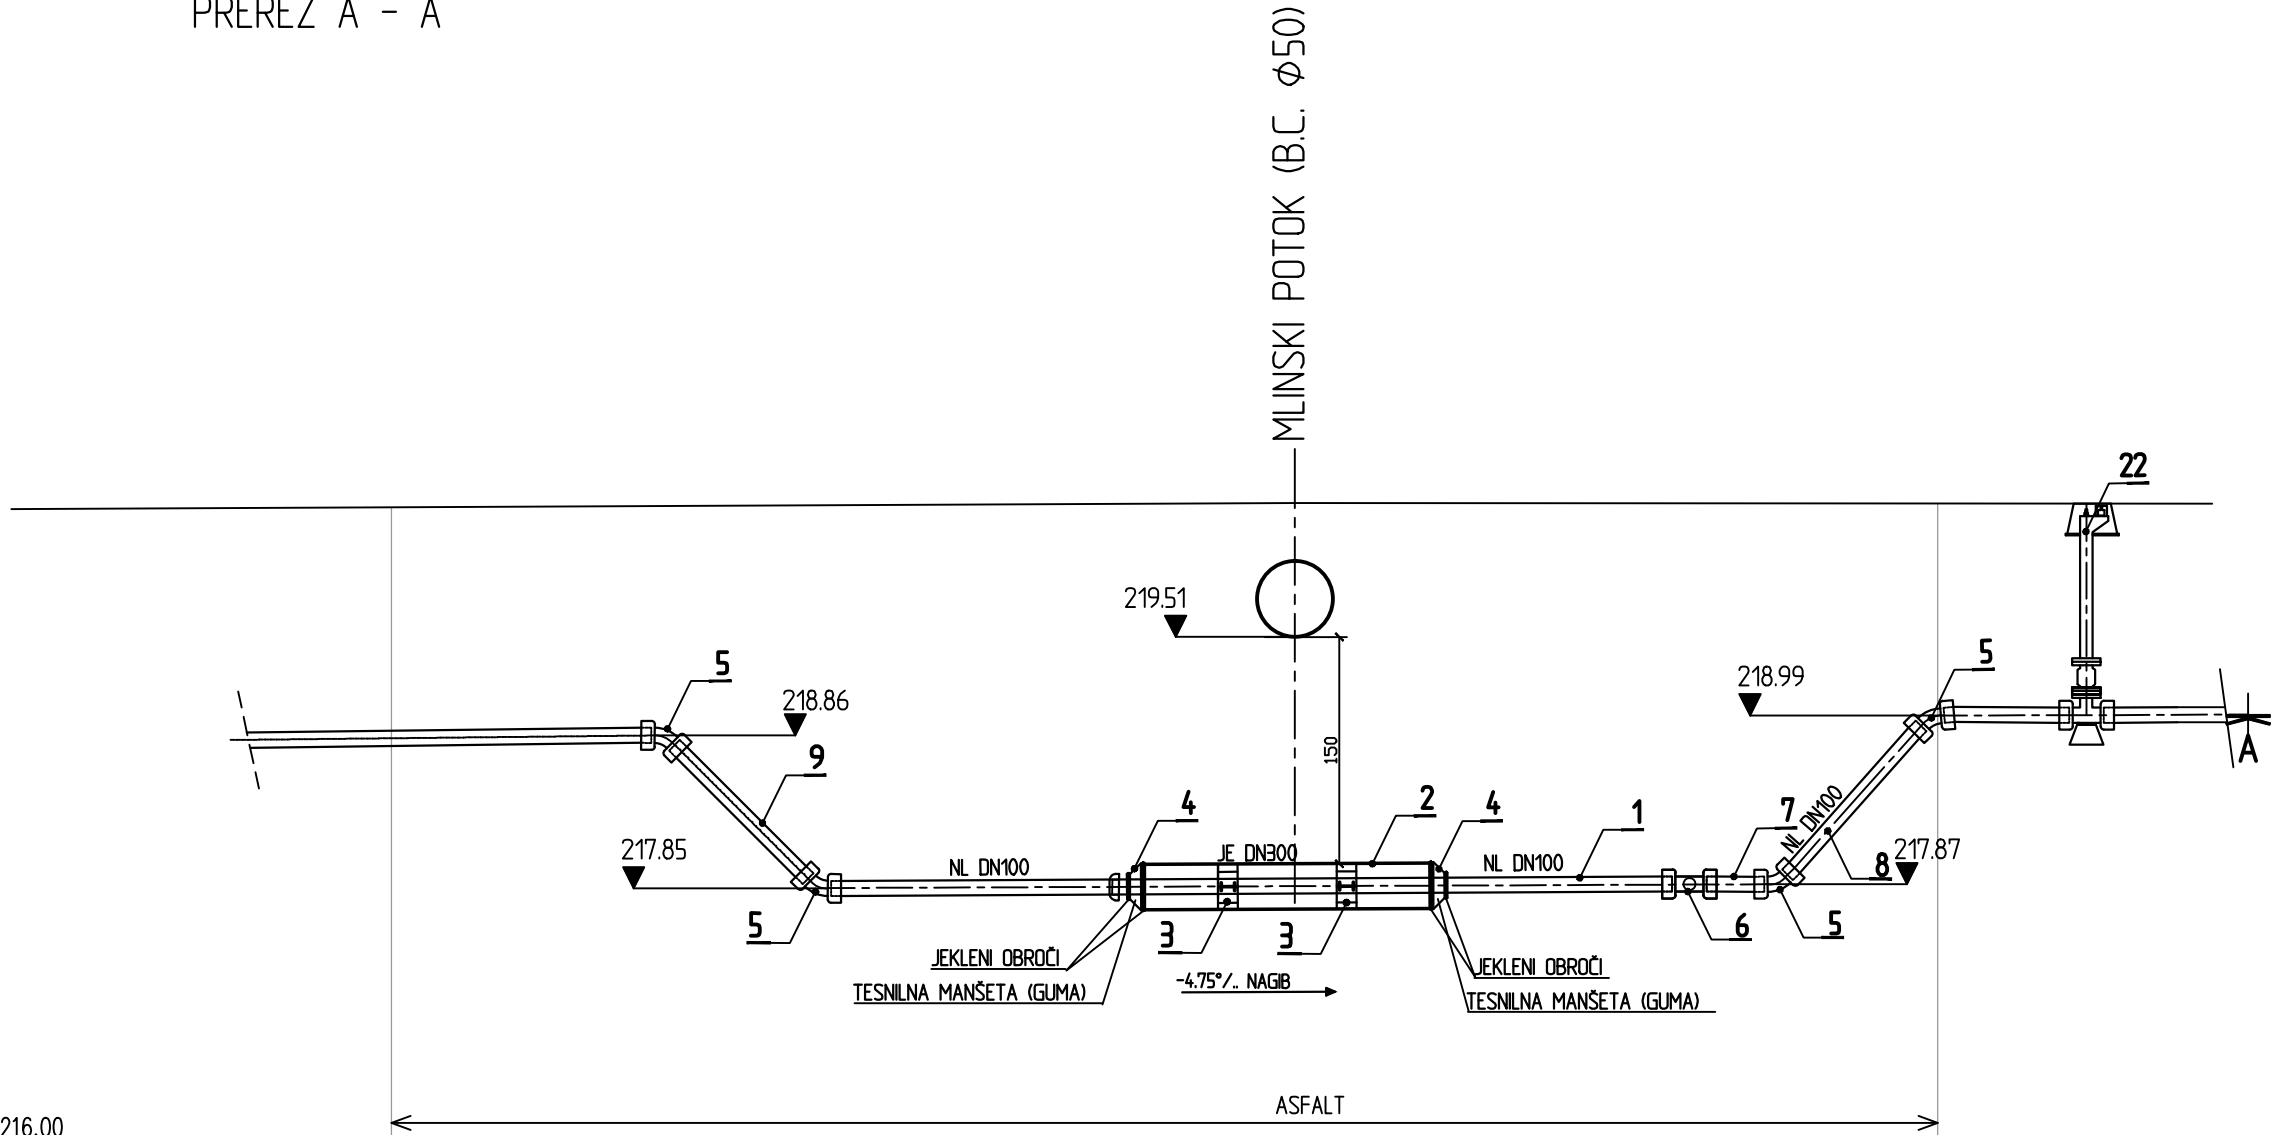 PREREZ A - A
MLINSKI POTOK (B.C. Ø50)
22
219.51
5
218.86
5
218.99
9
150
A
4
2
4
1
7
NL DN100
217.85
NL DN100
JE DN300
NL DN100
8
217.87
5
3
3
6
5
JEKLENI OBROČI
JEKLENI OBROČI
TESNILNA MANŠETA (GUMA)
-4.75°/.. NAGIB
TESNILNA MANŠETA (GUMA)
ASFALT
216.00